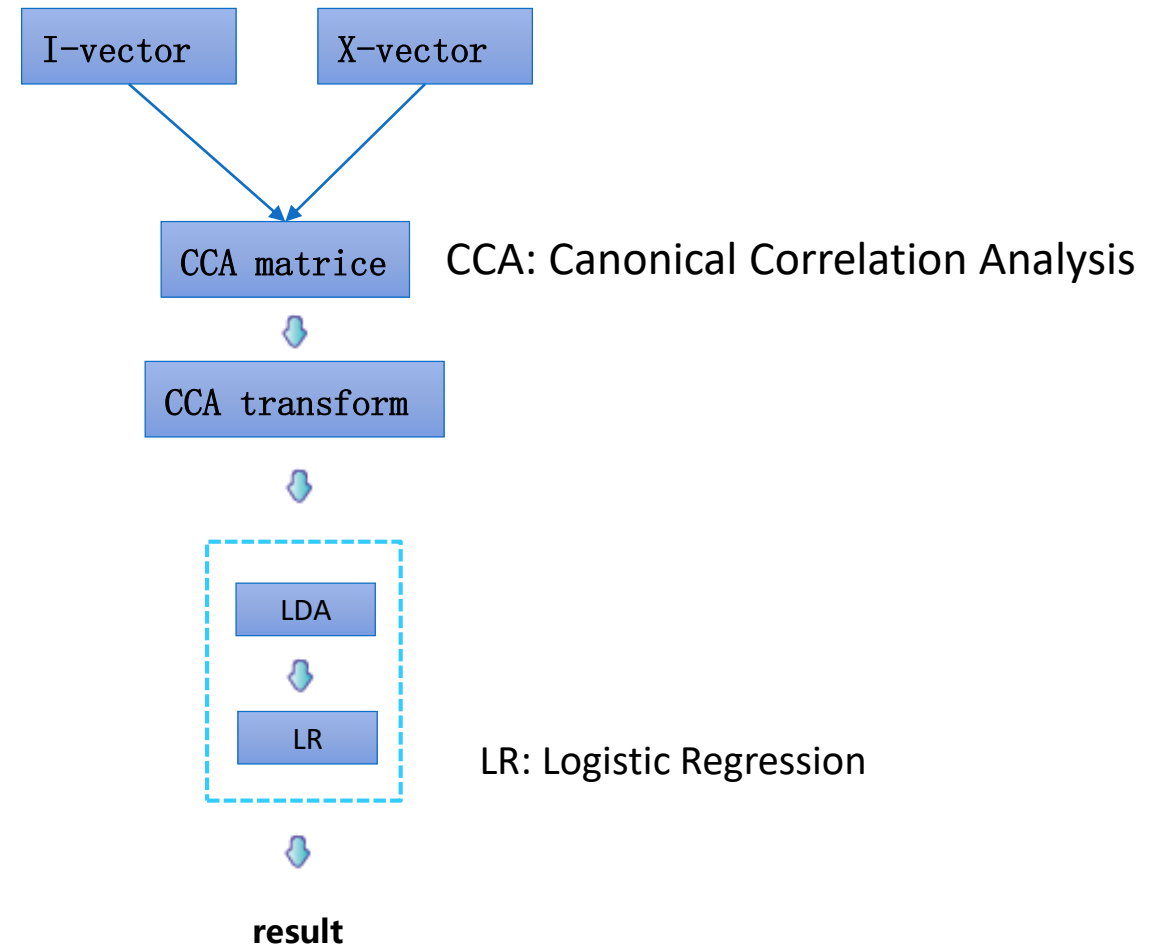 I-vector
X-vector
CCA matrice
CCA: Canonical Correlation Analysis
CCA transform
LDA
LR
LR: Logistic Regression
result